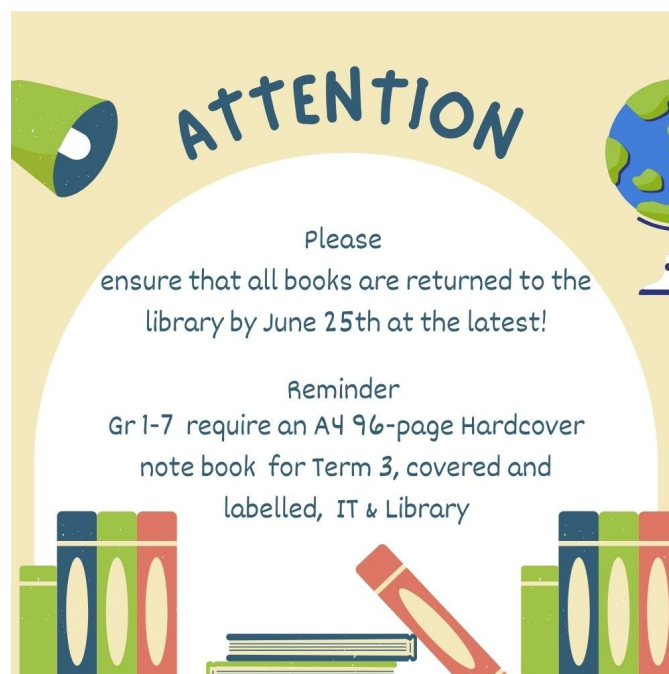 ATTENTION
Please
ensure that all books are returned to the
library by June 25th at the latest!
Reminder
Gr 1-7 require an A4 96-page Hardcover
note book for Term 3, covered and
labelled, IT & Library